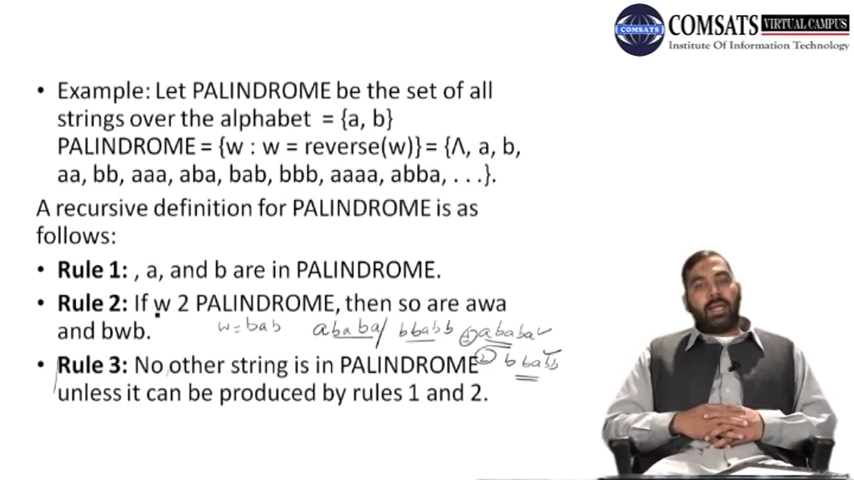 COMSATS VIRTUAL CAMPUS
Institute Of Information Technology
• Example: Let PALINDROME be the set of all
strings over the alphabet = {a, b}
PALINDROME = {w : w = reverse(w)} = {Λ, a, b,
aa, bb, aaa, aba, bab, bbb, aaaa, abba, . . .}.
A recursive definition for PALINDROME is as
follows:
• Rule 1: , a, and b are in PALINDROME.
• Rule 2: If w 2 PALINDROME, then so are awa
and bwb. w = bab ababa / bbabb ① ababa
• Rule 3: No other string is in PALINDROME ② bbabb
unless it can be produced by rules 1 and 2.